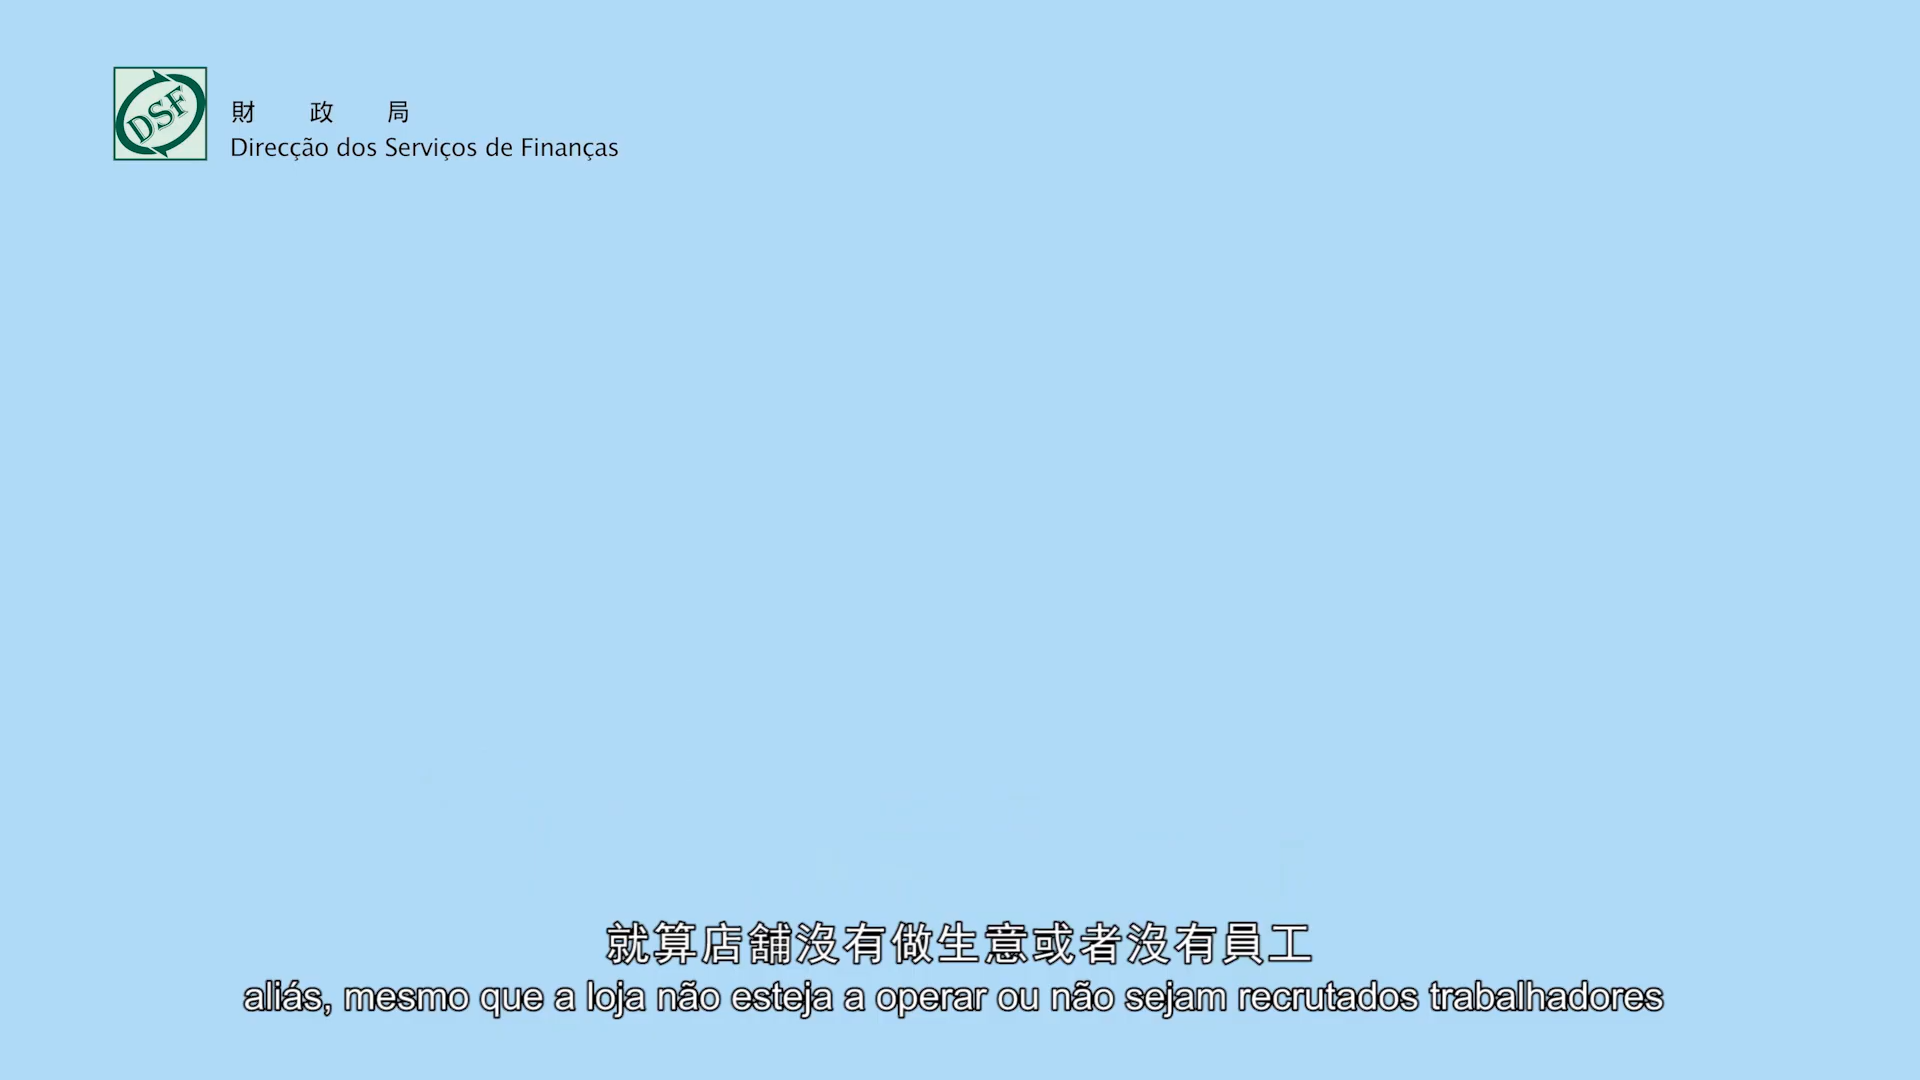 DSF
財政局
Direcção dos Serviços de Finanças
就算店舖沒有做生意或者沒有員工
aliás, mesmo que a loja não esteja a operar ou não sejam recrutados trabalhadores